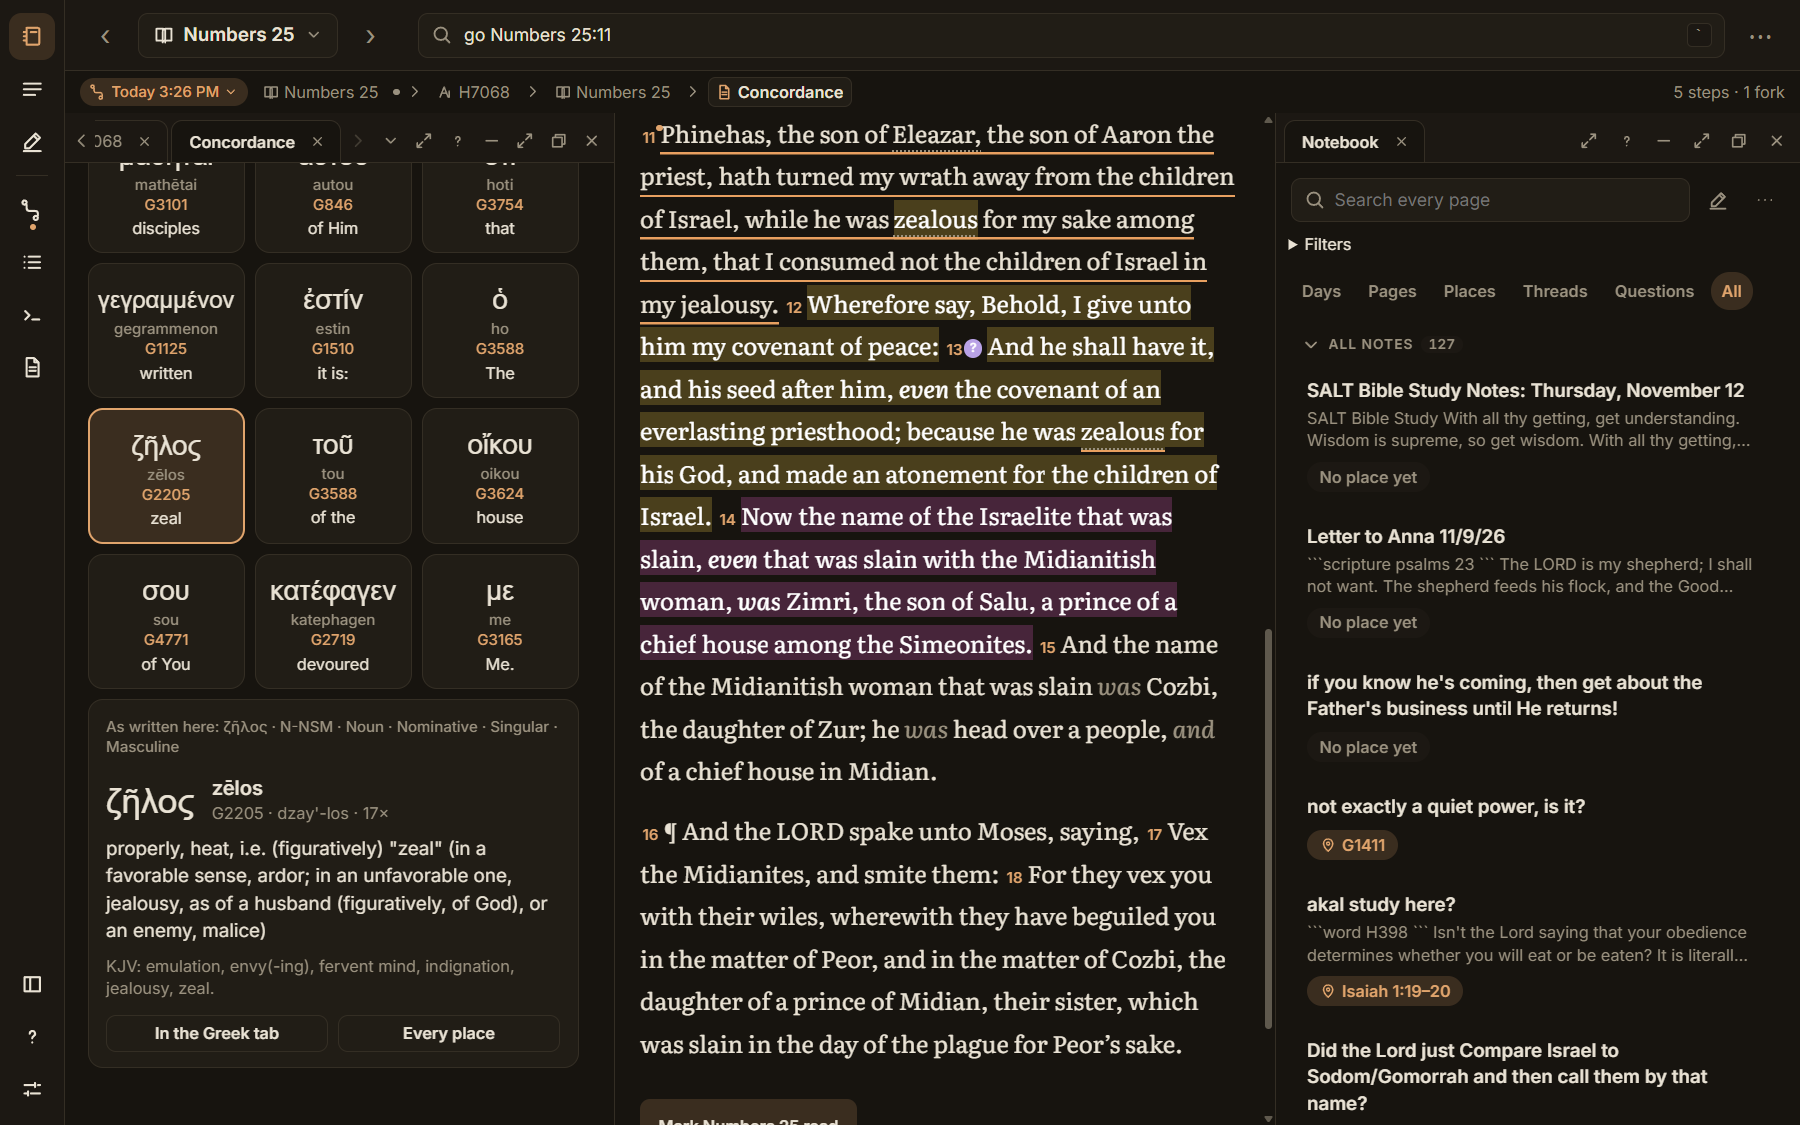 Numbers 25
go Numbers 25:11
`
Today 3:26 PM
Numbers 25
H7068
Numbers 25
Concordance
5 steps · 1 fork
068
Concordance
?
mathētai
autou
hoti
G3101
G846
G3754
disciples
of Him
that
γεγραμμένον
ἐστίν
ὁ
gegrammenon
estin
ho
G1125
G1510
G3588
written
it is:
The
ζῆλος
τοῦ
οἴκου
zēlos
tou
oikou
G2205
G3588
G3624
zeal
of the
house
σου
κατέφαγεν
με
sou
katephagen
me
G4771
G2719
G3165
of You
devoured
Me.
As written here: ζῆλος · N-NSM · Noun · Nominative · Singular ·
Masculine
ζῆλος
zēlos
G2205 · dzay'-los · 17×
properly, heat, i.e. (figuratively) "zeal" (in a
favorable sense, ardor; in an unfavorable one,
jealousy, as of a husband (figuratively, of God), or
an enemy, malice)
KJV: emulation, envy(-ing), fervent mind, indignation,
jealousy, zeal.
In the Greek tab
Every place
11 Phinehas, the son of Eleazar, the son of Aaron the
priest, hath turned my wrath away from the children
of Israel, while he was zealous for my sake among
them, that I consumed not the children of Israel in
my jealousy. 12 Wherefore say, Behold, I give unto
him my covenant of peace: 13 ? And he shall have it,
and his seed after him, even the covenant of an
everlasting priesthood; because he was zealous for
his God, and made an atonement for the children of
Israel. 14 Now the name of the Israelite that was
slain, even that was slain with the Midianitish
woman, was Zimri, the son of Salu, a prince of a
chief house among the Simeonites. 15 And the name
of the Midianitish woman that was slain was Cozbi,
the daughter of Zur; he was head over a people, and
of a chief house in Midian.
16 ¶ And the LORD spake unto Moses, saying, 17 Vex
the Midianites, and smite them: 18 For they vex you
with their wiles, wherewith they have beguiled you
in the matter of Peor, and in the matter of Cozbi, the
daughter of a prince of Midian, their sister, which
was slain in the day of the plague for Peor’s sake.
Mark Numbers 25 read
Notebook
?
Search every page
Filters
Days
Pages
Places
Threads
Questions
All
ALL NOTES 127
SALT Bible Study Notes: Thursday, November 12
SALT Bible Study With all thy getting, get understanding.
Wisdom is supreme, so get wisdom. With all thy getting,...
No place yet
Letter to Anna 11/9/26
```scripture psalms 23 ``` The LORD is my shepherd; I shall
not want. The shepherd feeds his flock, and the Good...
No place yet
if you know he's coming, then get about the
Father's business until He returns!
No place yet
not exactly a quiet power, is it?
G1411
akal study here?
```word H398 ``` Isn't the Lord saying that your obedience
determines whether you will eat or be eaten? It is literall...
Isaiah 1:19–20
Did the Lord just Compare Israel to
Sodom/Gomorrah and then call them by that
name?
?